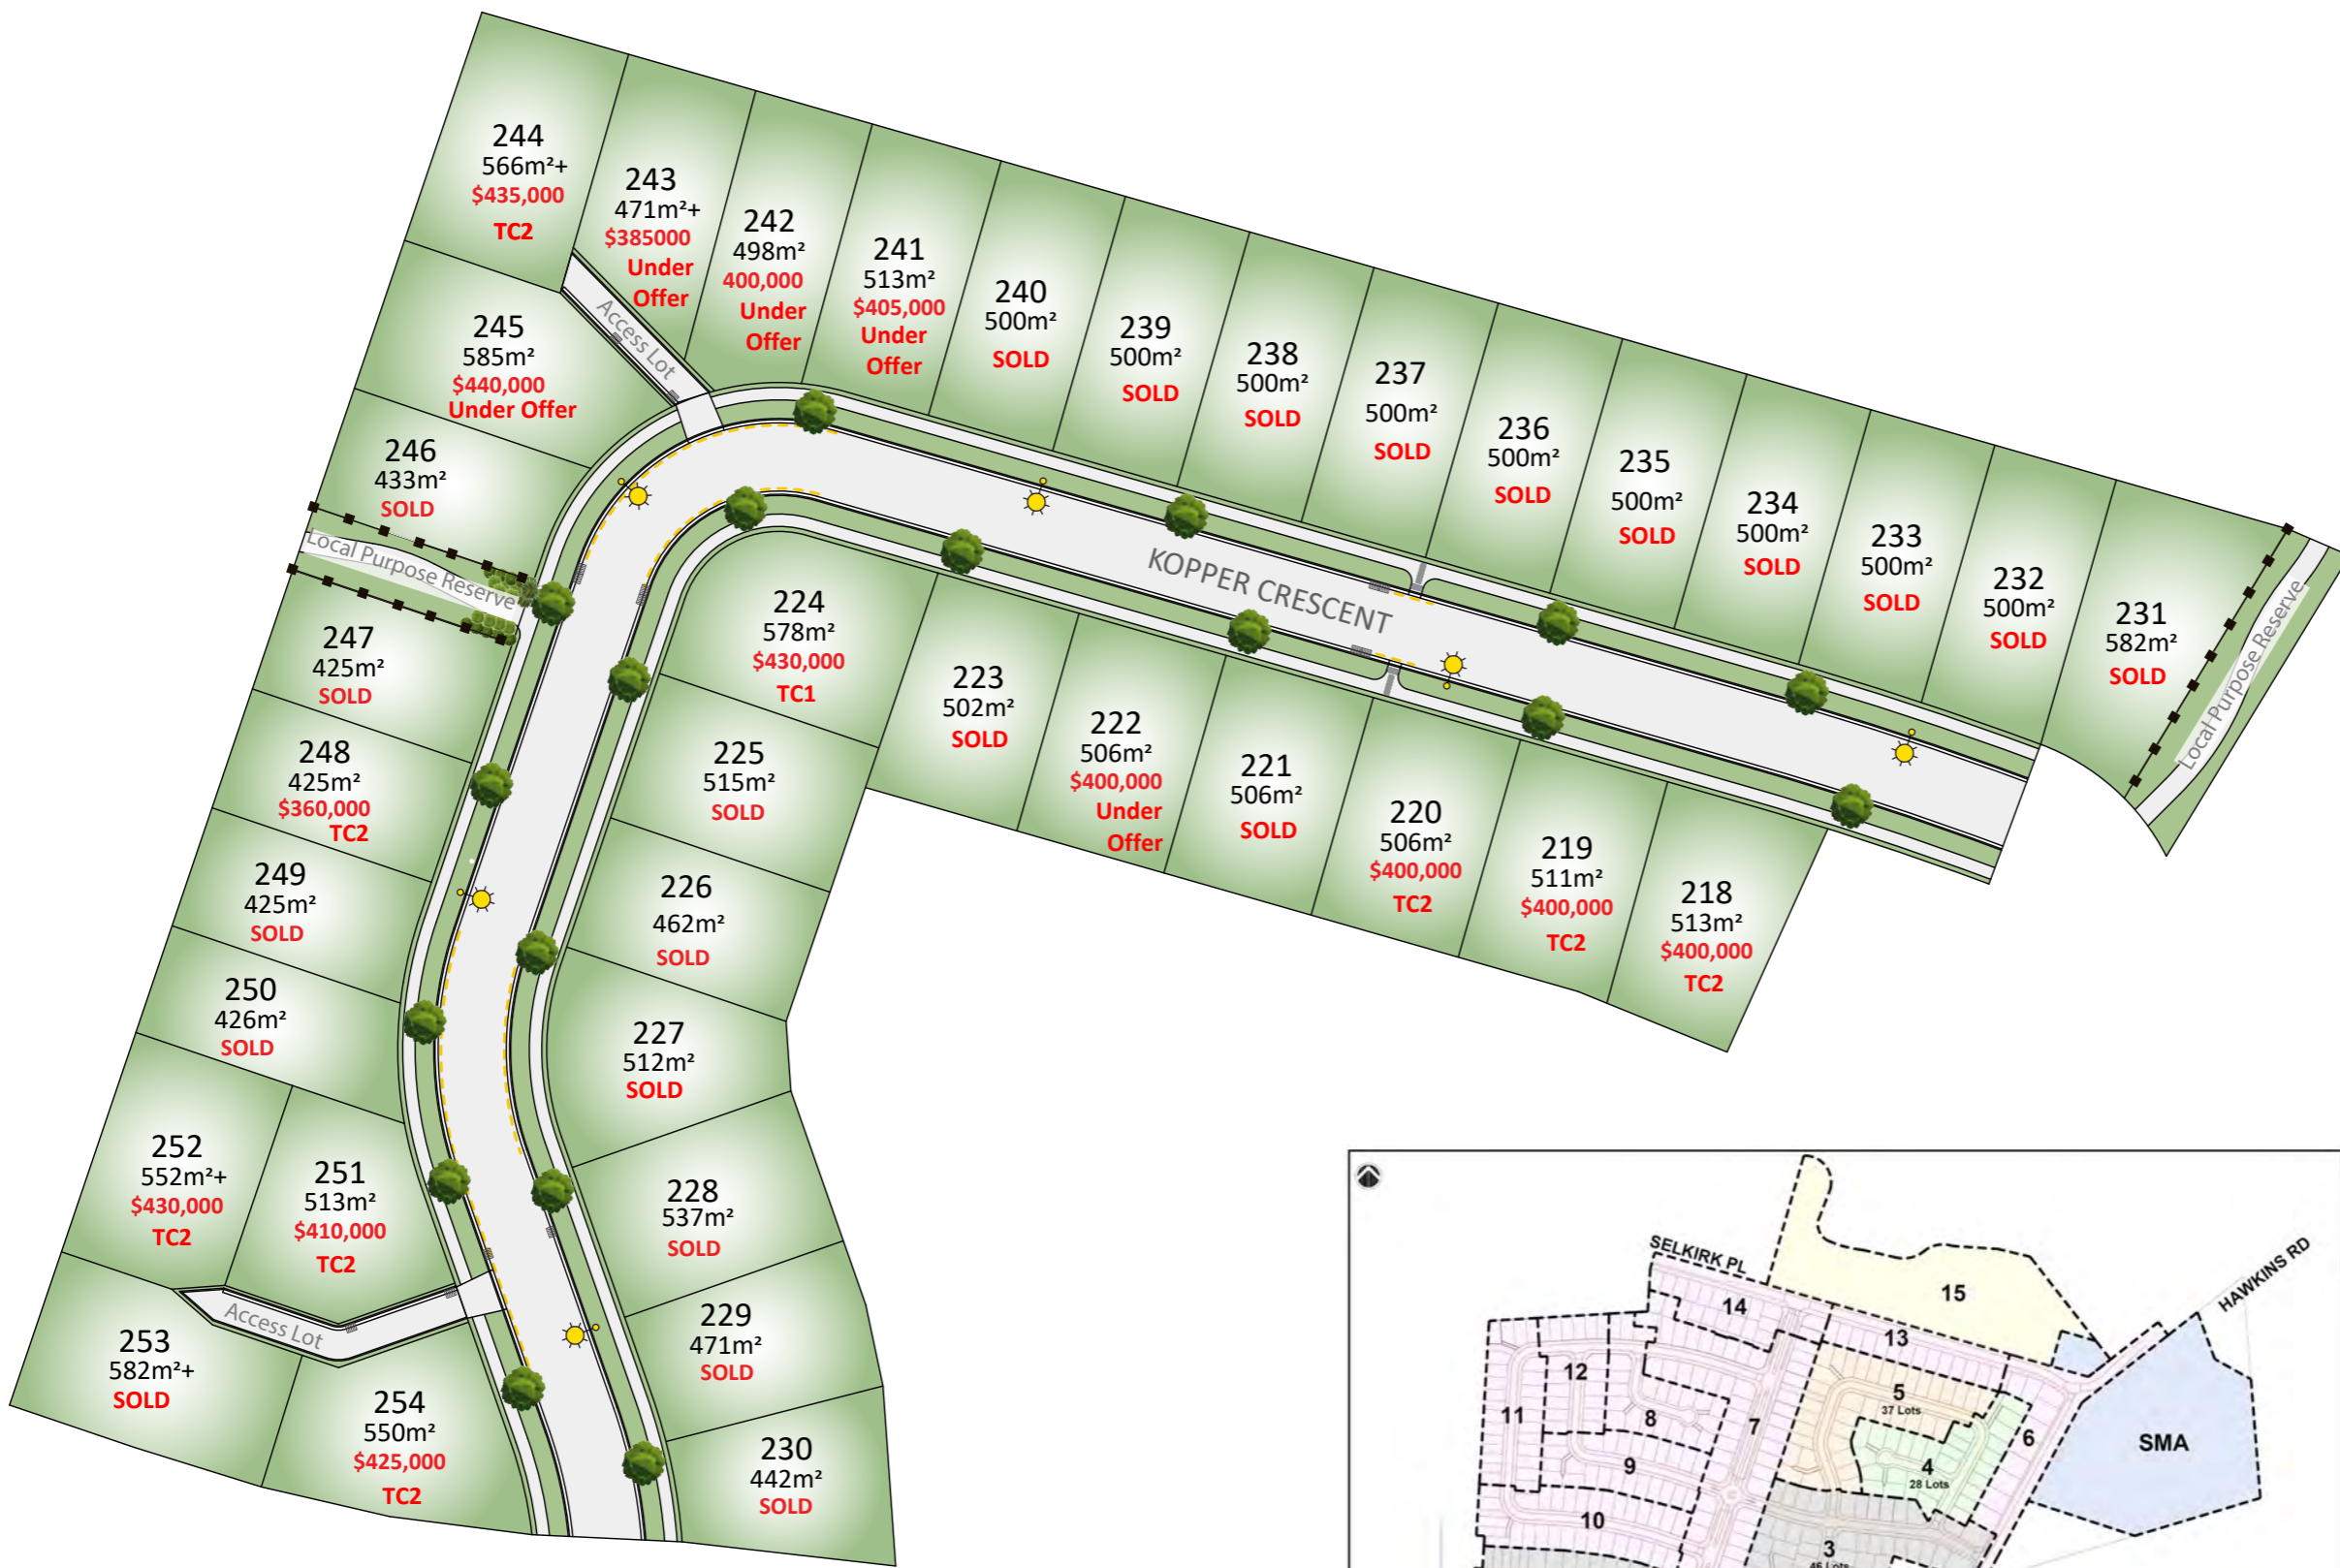 244
566m²+
$435,000
TC2
243
471m²+
$385000
Under
Offer
242
498m²
400,000
Under
Offer
241
513m²
$405,000
Under
Offer
240
500m²
SOLD
239
500m²
SOLD
238
500m²
SOLD
237
500m²
SOLD
236
500m²
SOLD
235
500m²
SOLD
234
500m²
SOLD
233
500m²
SOLD
232
500m²
SOLD
231
582m²
SOLD
Local Purpose Reserve
Access Lot
245
585m²
$440,000
Under Offer
246
433m²
SOLD
Local Purpose Reserve
KOPPER CRESCENT
247
425m²
SOLD
248
425m²
$360,000
TC2
249
425m²
SOLD
250
426m²
SOLD
252
552m²+
$430,000
TC2
251
513m²
$410,000
TC2
Access Lot
253
582m²+
SOLD
254
550m²
$425,000
TC2
224
578m²
$430,000
TC1
223
502m²
SOLD
222
506m²
$400,000
Under
Offer
221
506m²
SOLD
220
506m²
$400,000
TC2
219
511m²
$400,000
TC2
218
513m²
$400,000
TC2
225
515m²
SOLD
226
462m²
SOLD
227
512m²
SOLD
228
537m²
SOLD
229
471m²
SOLD
230
442m²
SOLD
SELKIRK PL
HAWKINS RD
15
14
13
12
11
8
7
5
37 Lots
6
SMA
9
4
28 Lots
10
3
46 Lots